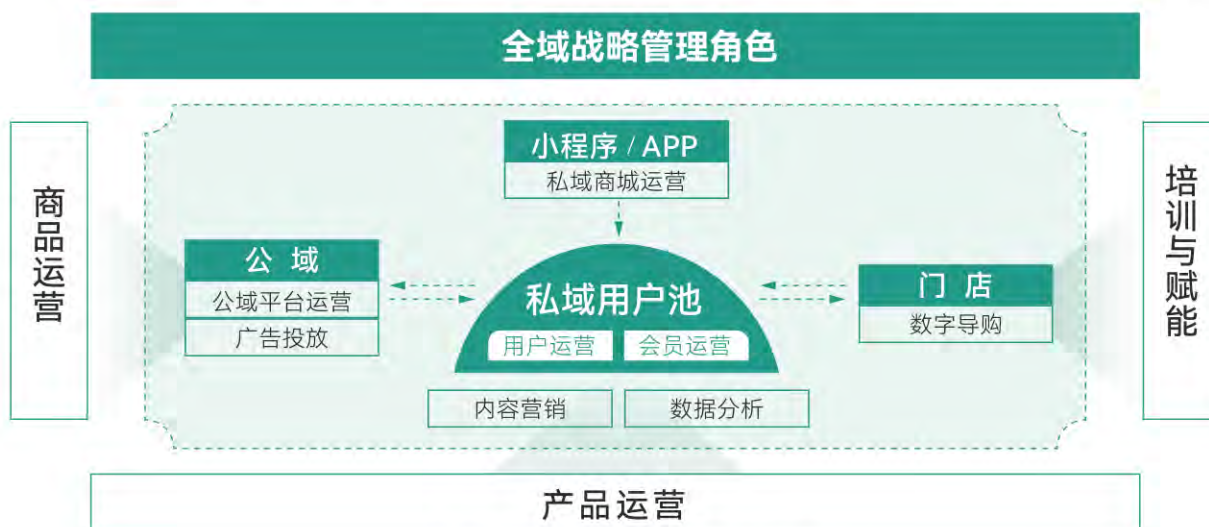 全域战略管理角色
小程序 / APP
私域商城运营
商品运营
公域
公域平台运营
广告投放
私域用户池
用户运营
会员运营
门店
数字导购
培训与赋能
内容营销
数据分析
产品运营